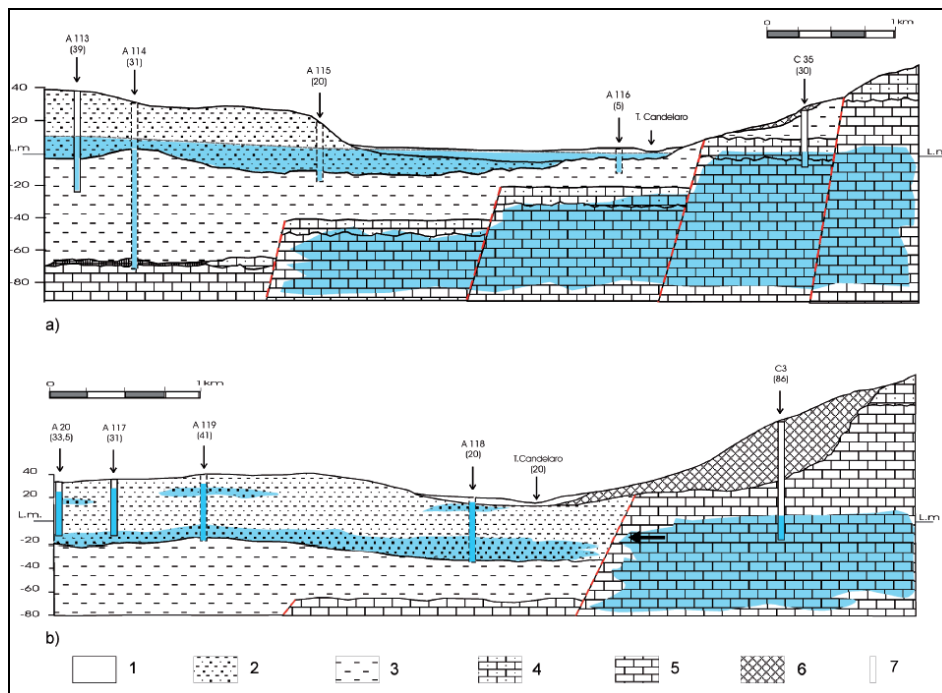 0 1
km
A 113
(39)
A 114
(31)
A 115
(20)
A 116
(5)
T. Candelaro
C 35
(30)
40
20
L.m
L.m
-20
-40
-60
-80
a)
0 1 km
A 20
(33,5)
A 117
(31)
A 119
(41)
A 118
(20)
T.Candelaro
(20)
C3
(86)
40
20
L.m.
L.m
-20
-40
-60
-80
b)
1 2 3 4 5 6 7